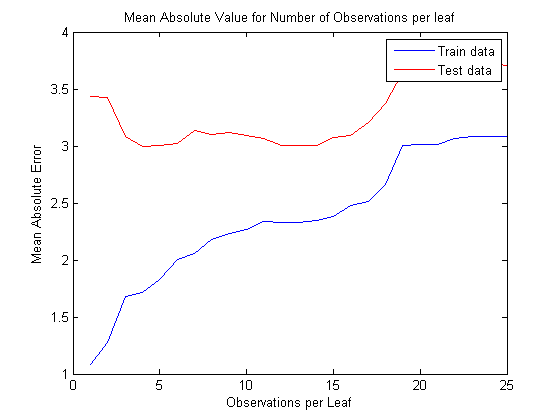 Mean Absolute Value for Number of Observations per leaf
Train data
Test data
Mean Absolute Error
4
3.5
3
2.5
2
1.5
1
0 5 10 15 20 25
Observations per Leaf